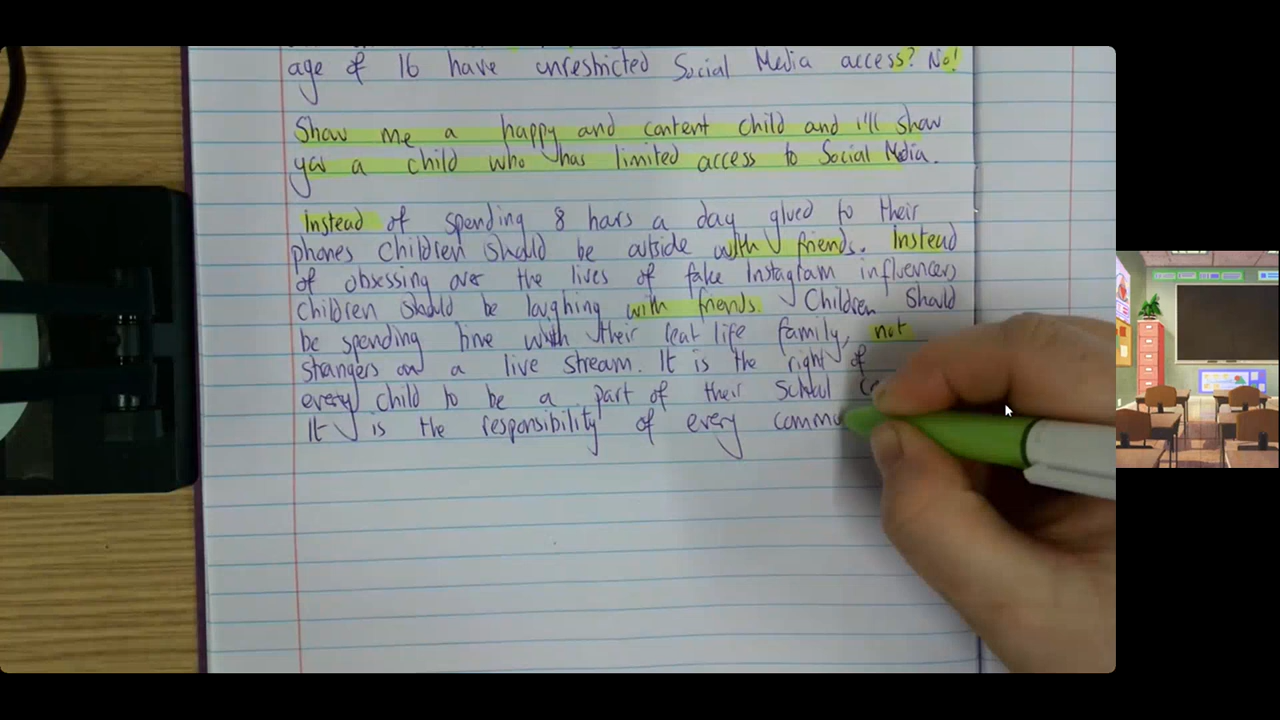 age of 16 have unrestricted Social Media access? No!
Show me a happy and content child and i'll show
you a child who has limited access to Social Media.
Instead of spending 8 hours a day glued to their
phones children should be outside with friends. Instead
of obsessing over the lives of fake Instagram influencers
children should be laughing with friends. Children should
be spending time with their real life family, not
strangers on a live stream. It is the right of
every child to be a part of their school
It is the responsibility of every